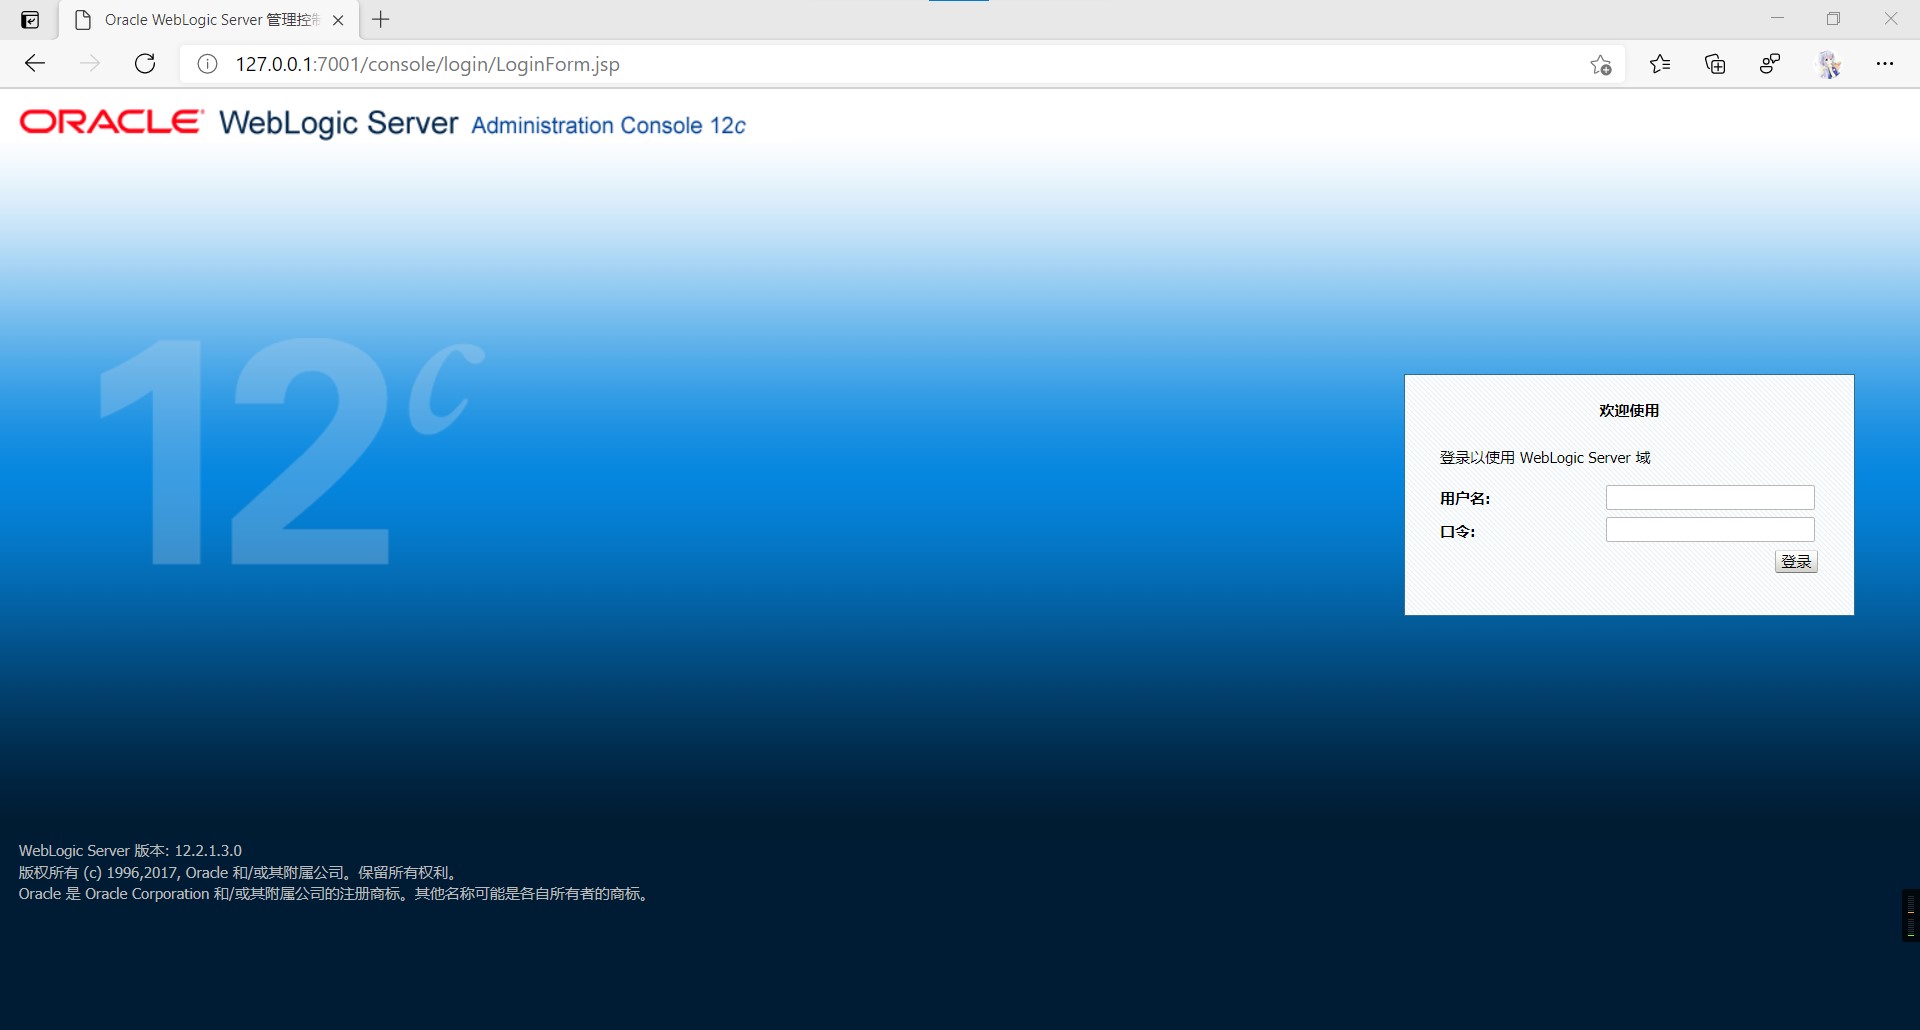 Oracle WebLogic Server 管理控制
127.0.0.1:7001/console/login/LoginForm.jsp
ORACLE WebLogic Server Administration Console 12c
12c
欢迎使用
登录以使用 WebLogic Server 域
用户名:
口令:
登录
WebLogic Server 版本: 12.2.1.3.0
版权所有 (c) 1996,2017, Oracle 和/或其附属公司。保留所有权利。
Oracle 是 Oracle Corporation 和/或其附属公司的注册商标。其他名称可能是各自所有者的商标。